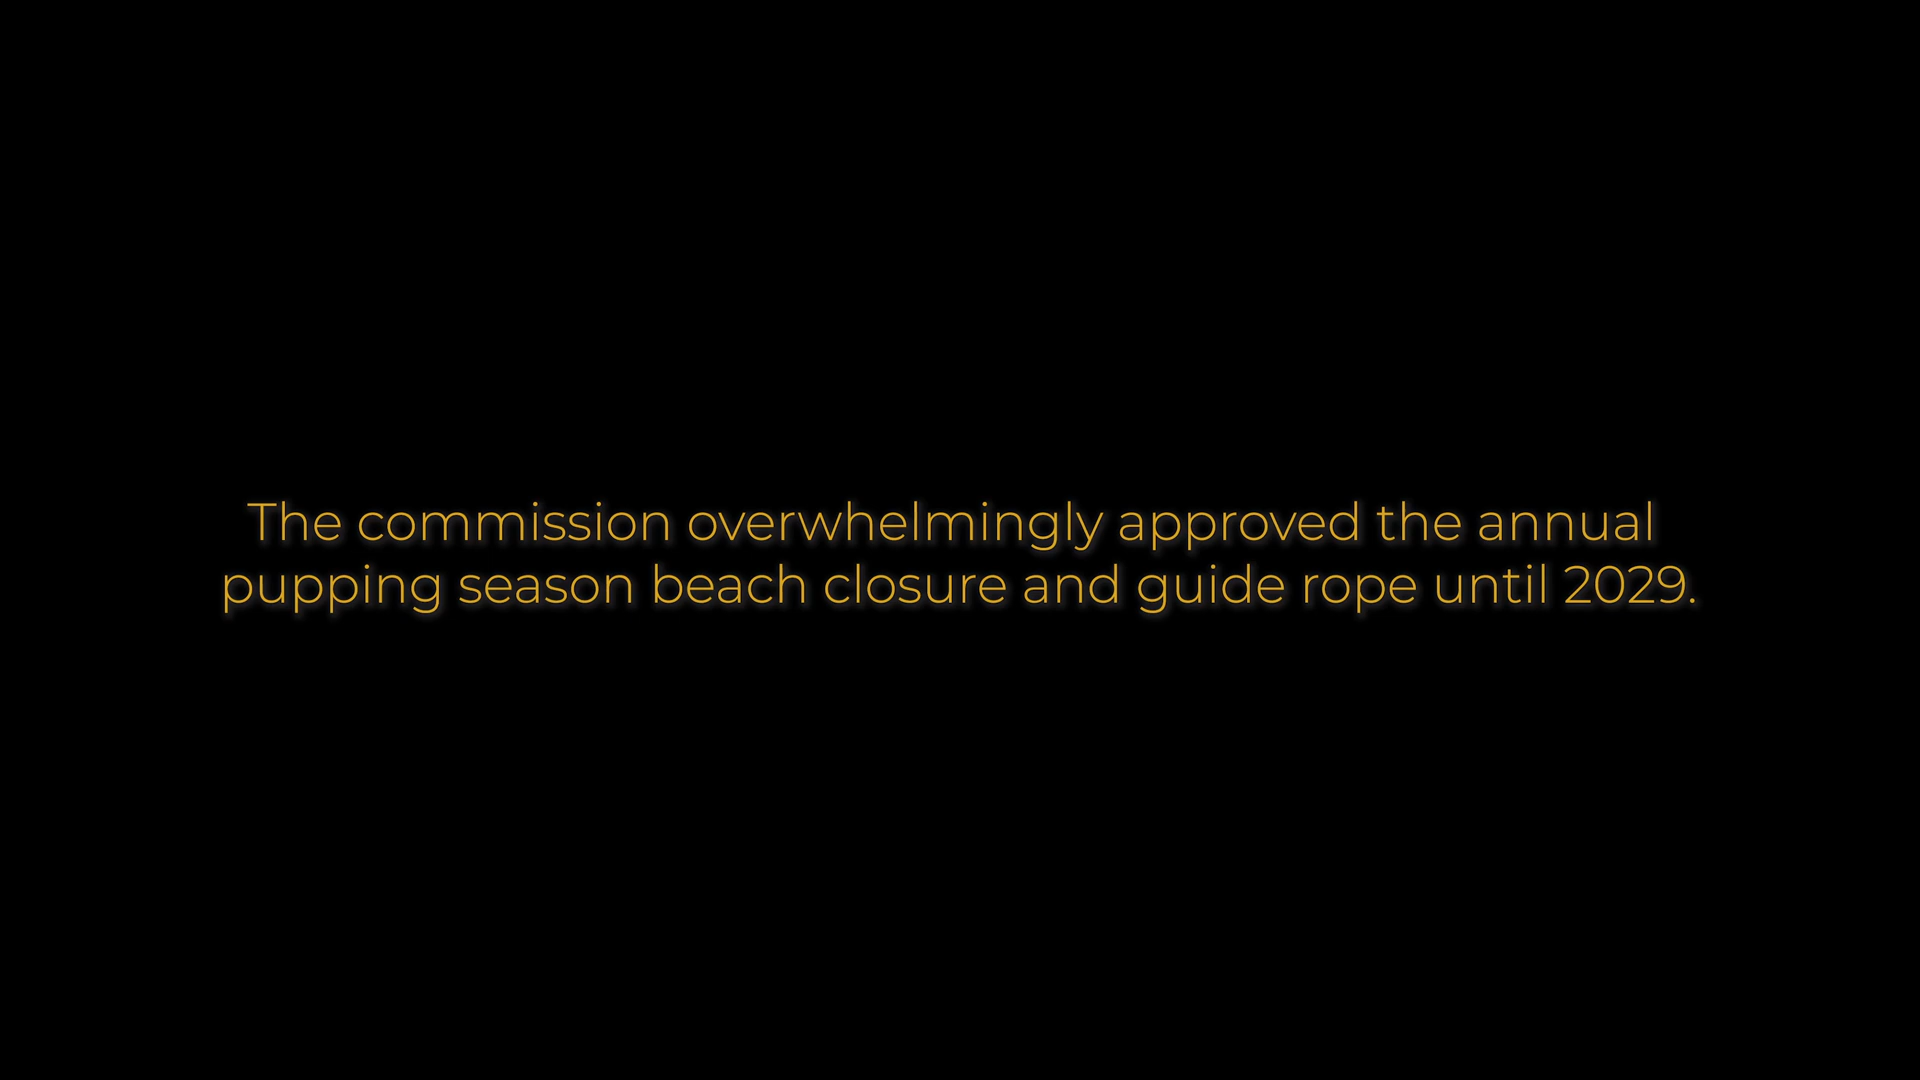 The commission overwhelmingly approved the annual
pupping season beach closure and guide rope until 2029.